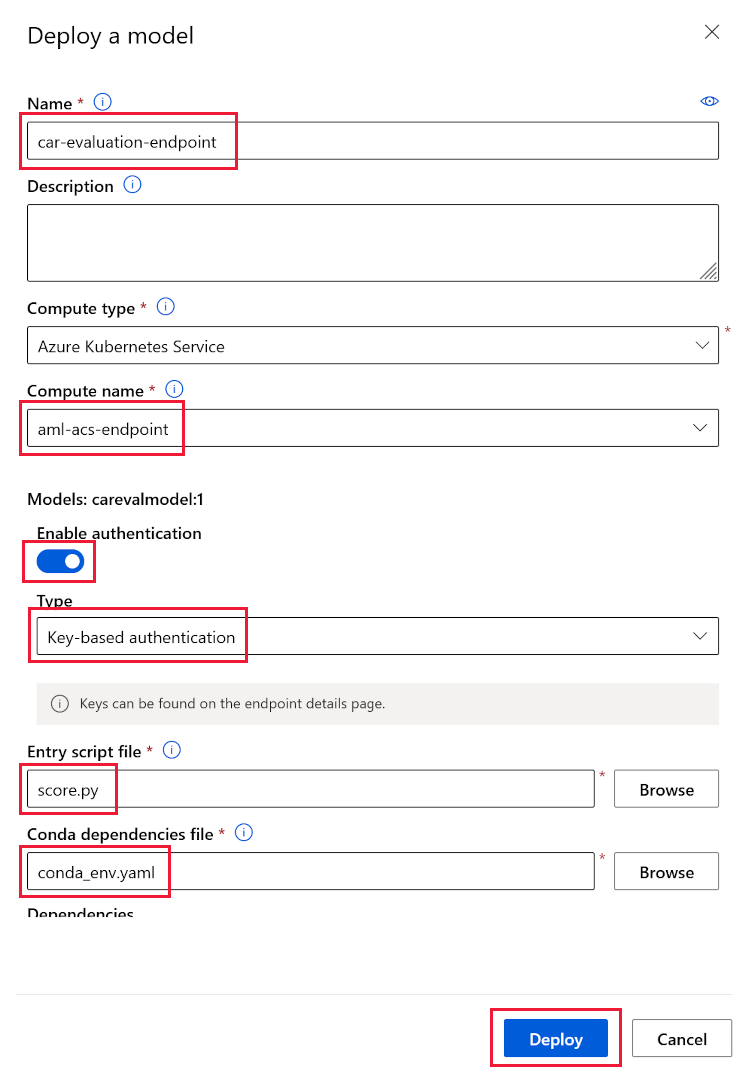 Deploy a model
Name *
car-evaluation-endpoint
Description
Compute type *
Azure Kubernetes Service
*
Compute name *
aml-acs-endpoint
Models: carevalmodel:1
Enable authentication
Type
Key-based authentication
Keys can be found on the endpoint details page.
Entry script file *
score.py * Browse
Conda dependencies file *
conda_env.yaml * Browse
Dependencies
Deploy Cancel